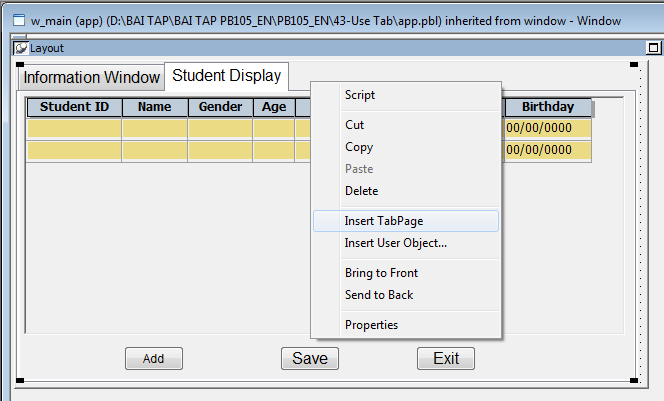 w_main (app) (D:\BAI TAP\BAI TAP PB105_EN\PB105_EN\43-Use Tab\app.pbl) inherited from window - Window
Layout
Information Window Student Display
Student ID Name Gender Age Birthday
00/00/0000
00/00/0000
Script
Cut
Copy
Paste
Delete
Insert TabPage
Insert User Object...
Bring to Front
Send to Back
Properties
Add Save Exit